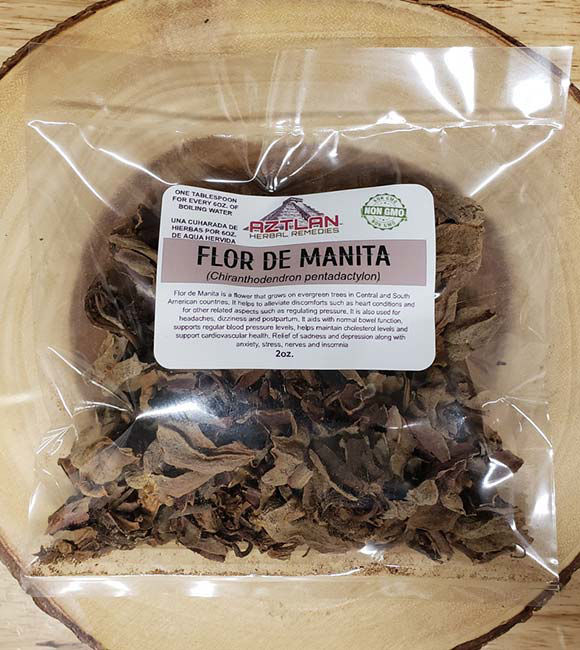 ONE TABLESPOON
FOR EVERY 6OZ. OF
BOILING WATER
UNA CUHARADA DE
HIERBAS POR 6OZ.
DE AQUA HERVIDA
AZTLAN
HERBAL REMEDIES
NON GMO
FLOR DE MANITA
(Chiranthodendron pentadactylon)
Flor de Manita is a flower that grows on evergreen trees in Central and South
American countries. It helps to alleviate discomforts such as heart conditions and
for other related aspects such as regulating pressure. It is also used for
headaches, dizziness and postpartum. It aids with normal bowel function,
supports regular blood pressure levels, helps maintain cholesterol levels and
support cardiovascular health. Relief of sadness and depression along with
anxiety, stress, nerves and insomnia
2oz.